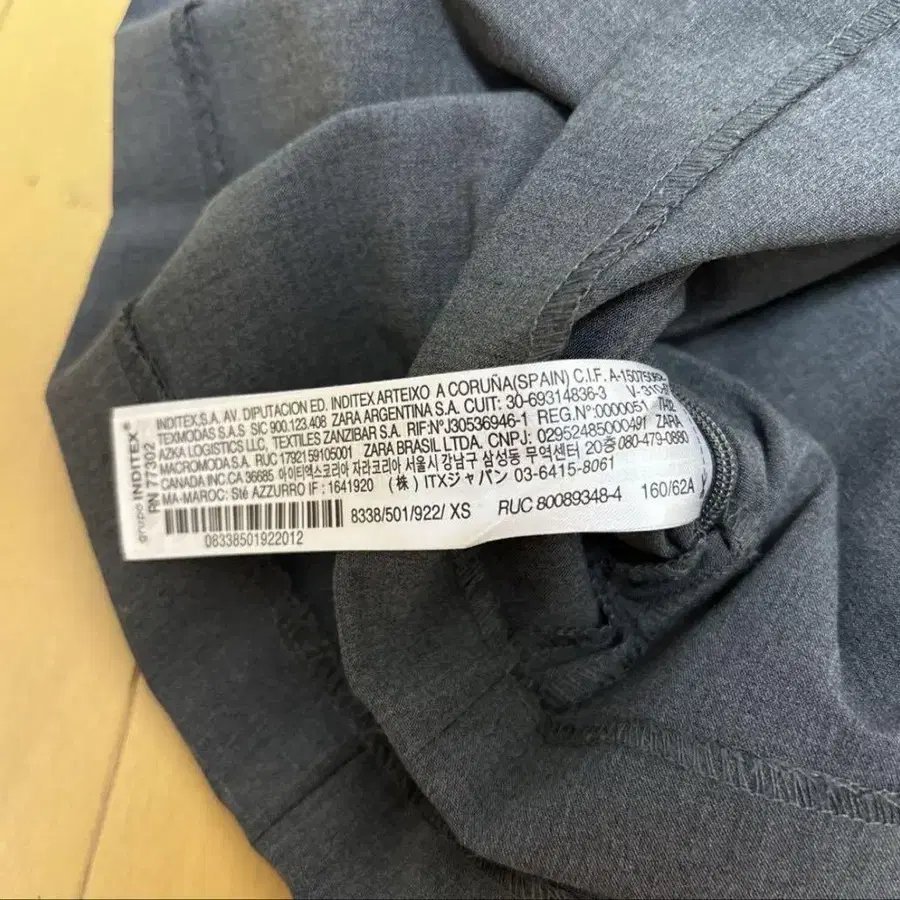 grupo INDITEX®
RN 77302
INDITEX,S.A. AV. DIPUTACION ED. INDITEX ARTEIXO A CORUÑA(SPAIN) C.I.F. A-15075062
TEXMODAS S.A.S SIC 900.123.408 ZARA ARGENTINA S.A. CUIT: 30-69314836-3
AZKA LOGISTICS LLC, TEXTILES ZANZIBAR S.A. RIF:NºJ30536946-1 REG.Nº:0000051
MACROMODA S.A. RUC 1792159105001 ZARA BRASIL LTDA. CNPJ: 02952485000491 ZARA
CANADA INC.CA 36685 아이티엑스코리아 자라코리아 서울시 강남구 삼성동 무역센터 20층 080-479-0880
MA-MAROC: Sté AZZURRO IF : 1641920 (株) ITXジャパン 03-6415-8061
8338/501/922/ XS RUC 80089348-4 160/62A
08338501922012